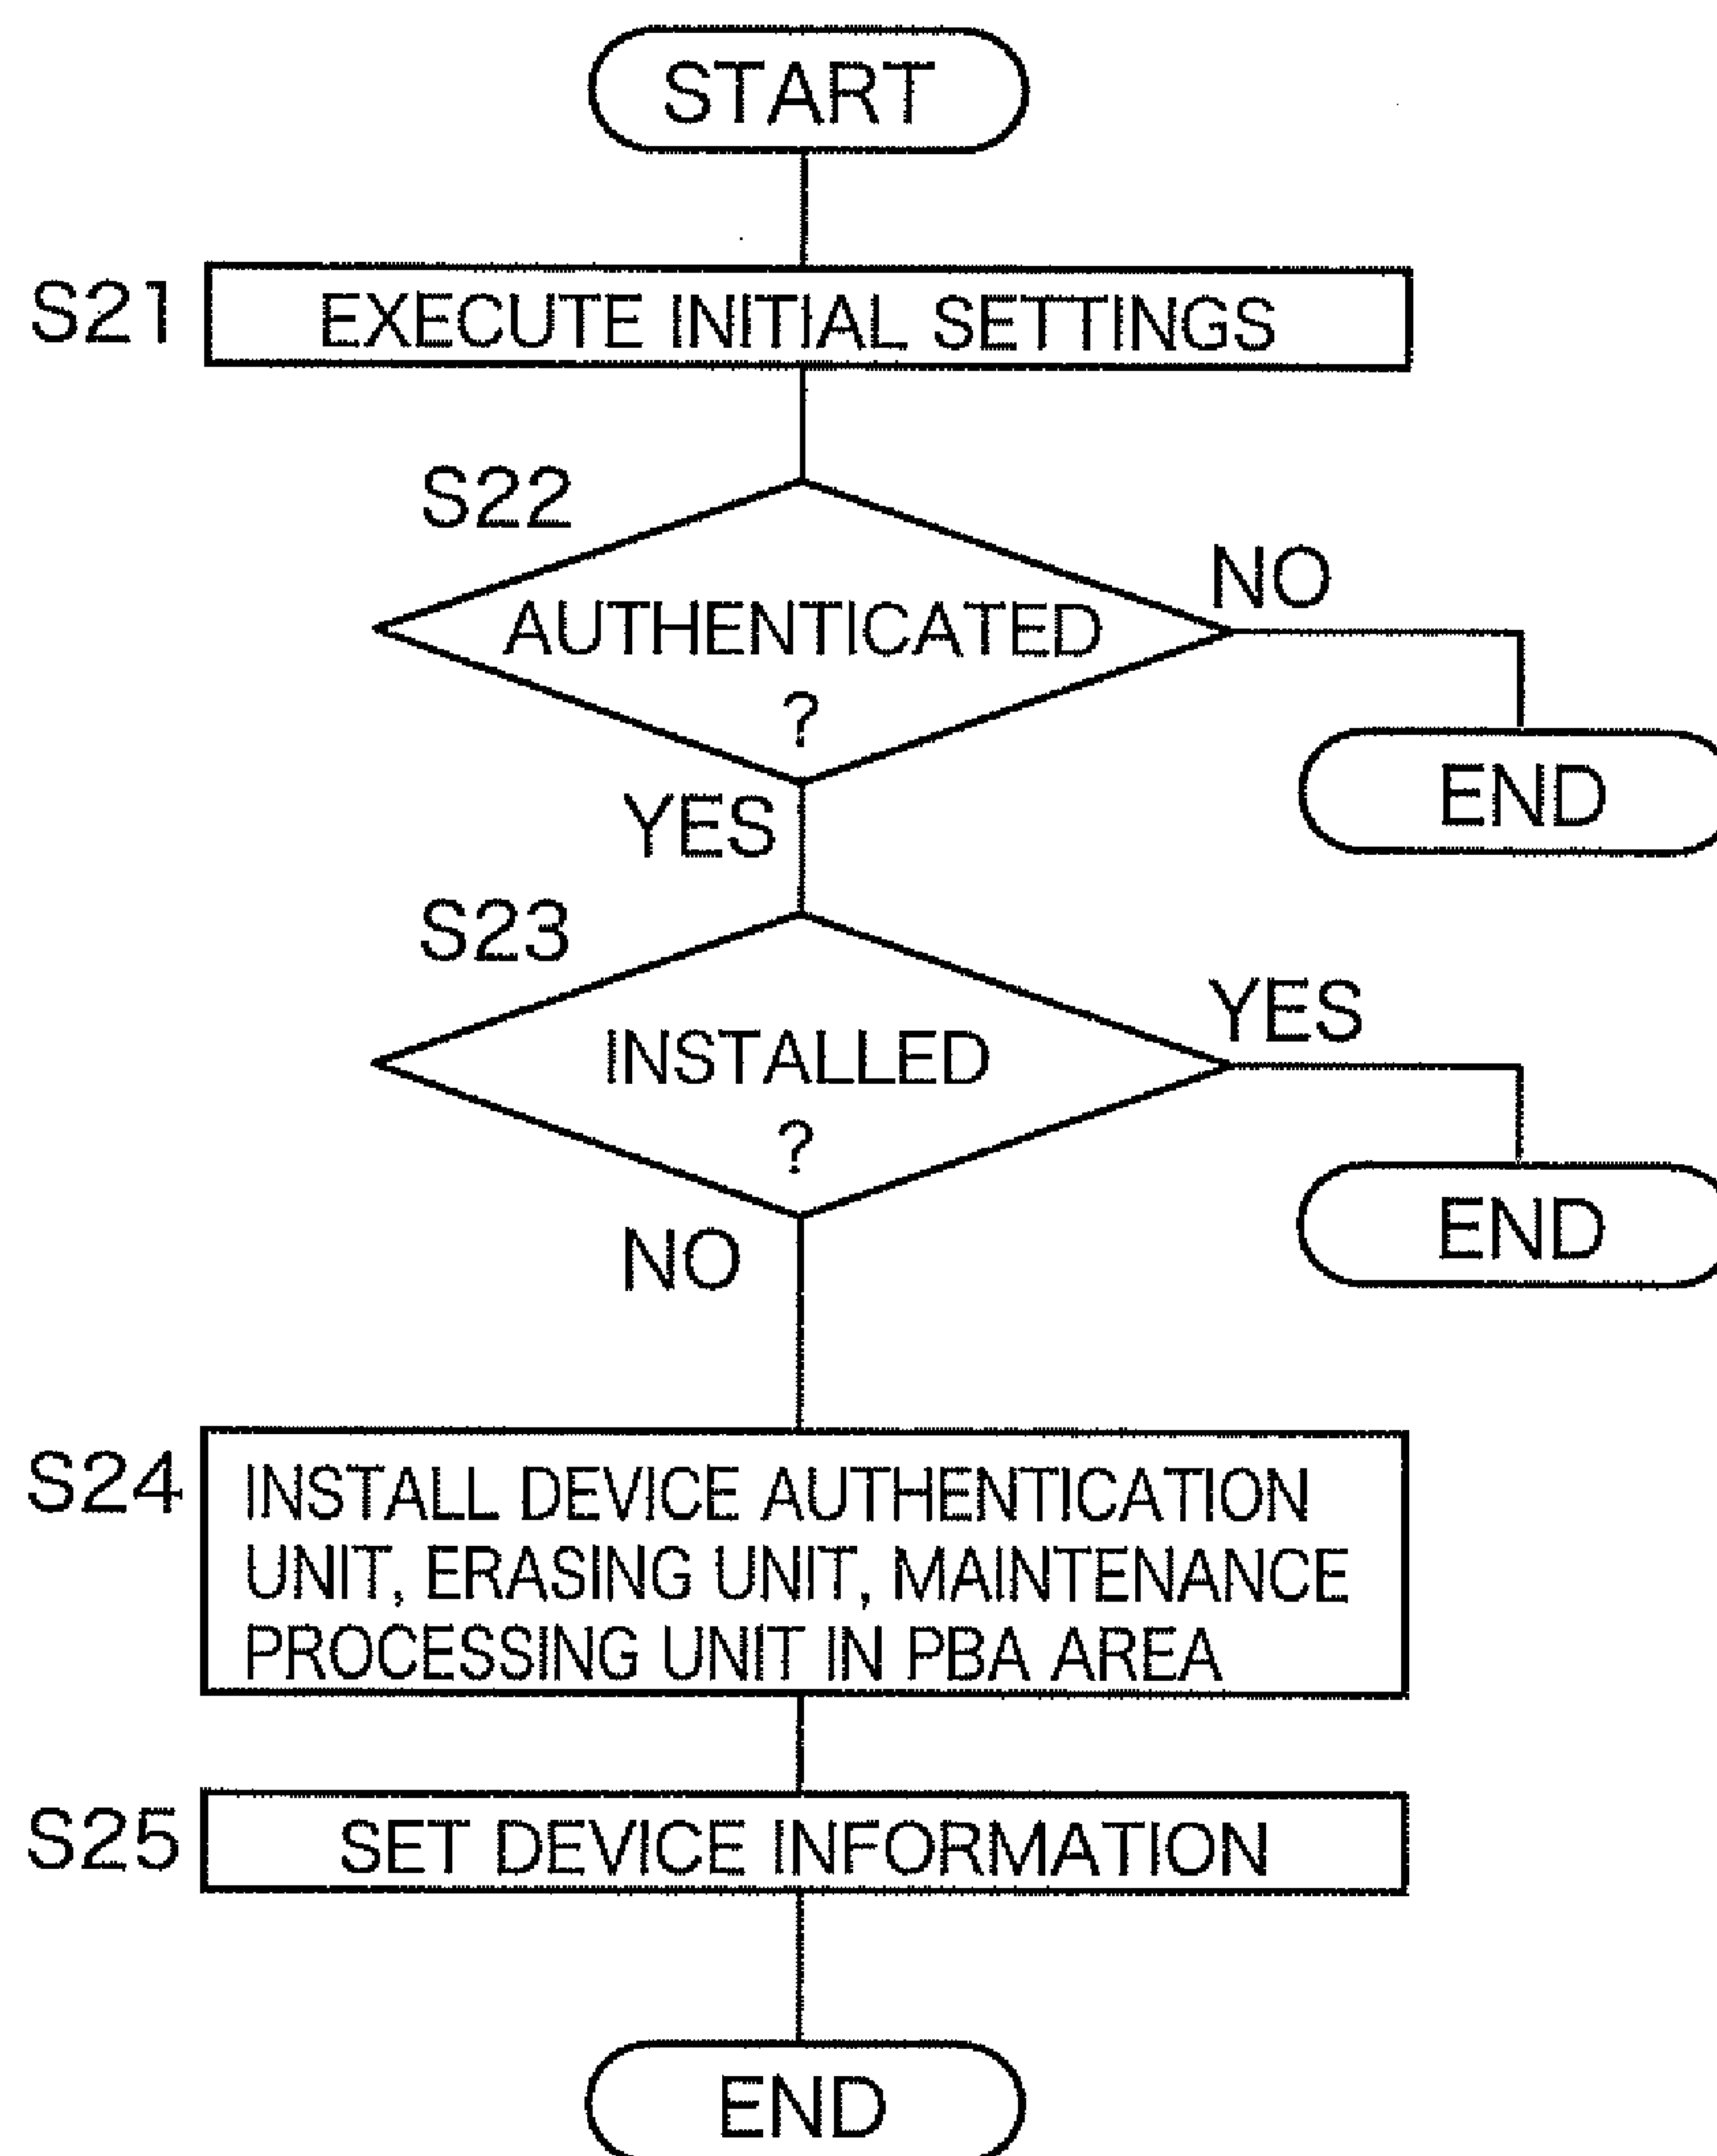 START
S21
EXECUTE INITIAL SETTINGS
S22
AUTHENTICATED
?
NO
END
YES
S23
INSTALLED
?
YES
END
NO
S24
INSTALL DEVICE AUTHENTICATION
UNIT, ERASING UNIT, MAINTENANCE
PROCESSING UNIT IN PBA AREA
S25
SET DEVICE INFORMATION
END